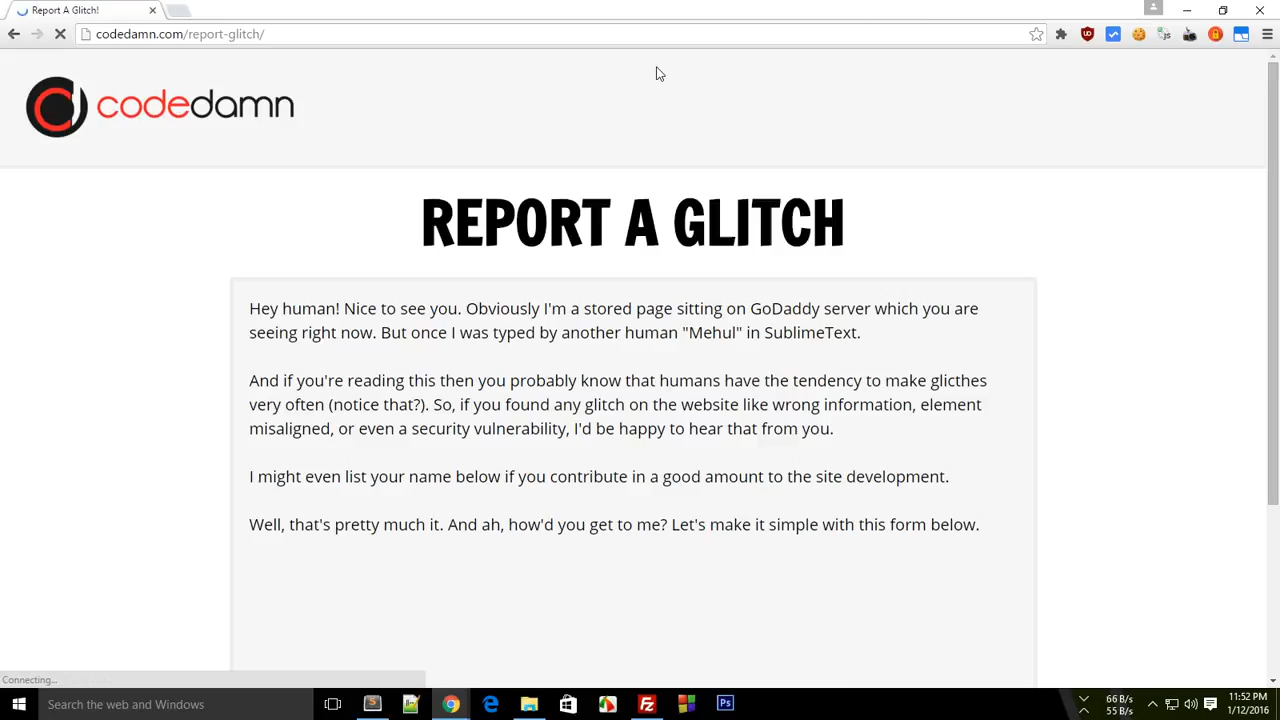 Report A Glitch!
codedamn.com/report-glitch/
codedamn
REPORT A GLITCH
Hey human! Nice to see you. Obviously I'm a stored page sitting on GoDaddy server which you are
seeing right now. But once I was typed by another human "Mehul" in SublimeText.
And if you're reading this then you probably know that humans have the tendency to make glicthes
very often (notice that?). So, if you found any glitch on the website like wrong information, element
misaligned, or even a security vulnerability, I'd be happy to hear that from you.
I might even list your name below if you contribute in a good amount to the site development.
Well, that's pretty much it. And ah, how'd you get to me? Let's make it simple with this form below.
Connecting...
Search the web and Windows
66 B/s
55 B/s
11:52 PM
1/12/2016